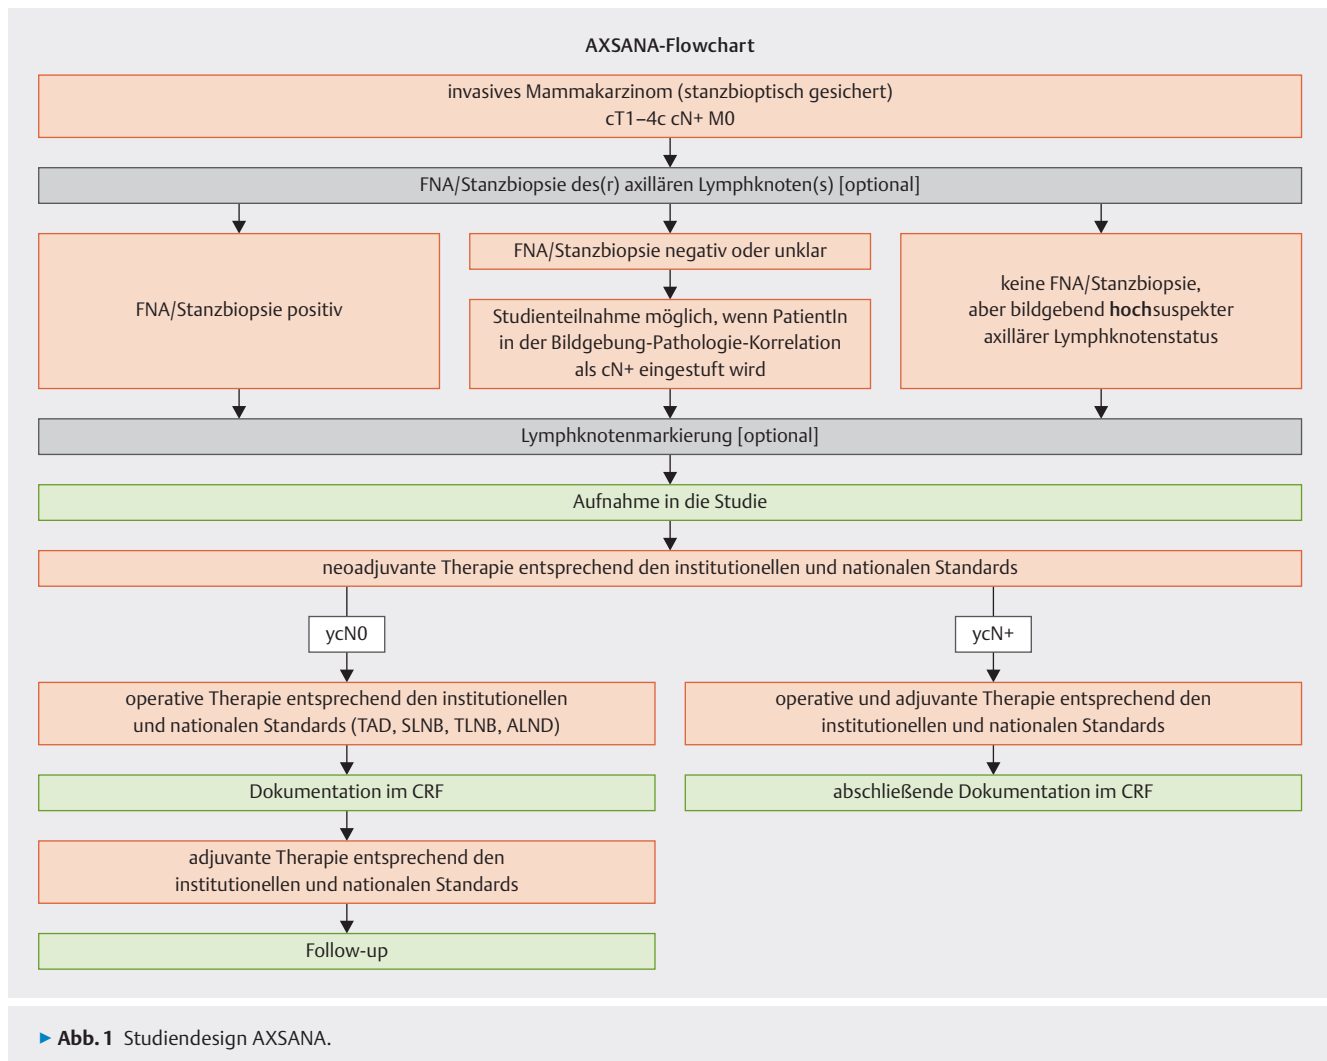 AXSANA-Flowchart
invasives Mammakarzinom (stanzbioptisch gesichert)
cT1–4c cN+ M0
FNA/Stanzbiopsie des(r) axillären Lymphknoten(s) [optional]
FNA/Stanzbiopsie positiv
FNA/Stanzbiopsie negativ oder unklar
Studienteilnahme möglich, wenn PatientIn
in der Bildgebung-Pathologie-Korrelation
als cN+ eingestuft wird
keine FNA/Stanzbiopsie,
aber bildgebend hochsuspekter
axillärer Lymphknotenstatus
Lymphknotenmarkierung [optional]
Aufnahme in die Studie
neoadjuvante Therapie entsprechend den institutionellen und nationalen Standards
ycN0
ycN+
operative Therapie entsprechend den institutionellen
und nationalen Standards (TAD, SLNB, TLNB, ALND)
operative und adjuvante Therapie entsprechend den
institutionellen und nationalen Standards
Dokumentation im CRF
abschließende Dokumentation im CRF
adjuvante Therapie entsprechend den
institutionellen und nationalen Standards
Follow-up
▶ Abb. 1 Studiendesign AXSANA.